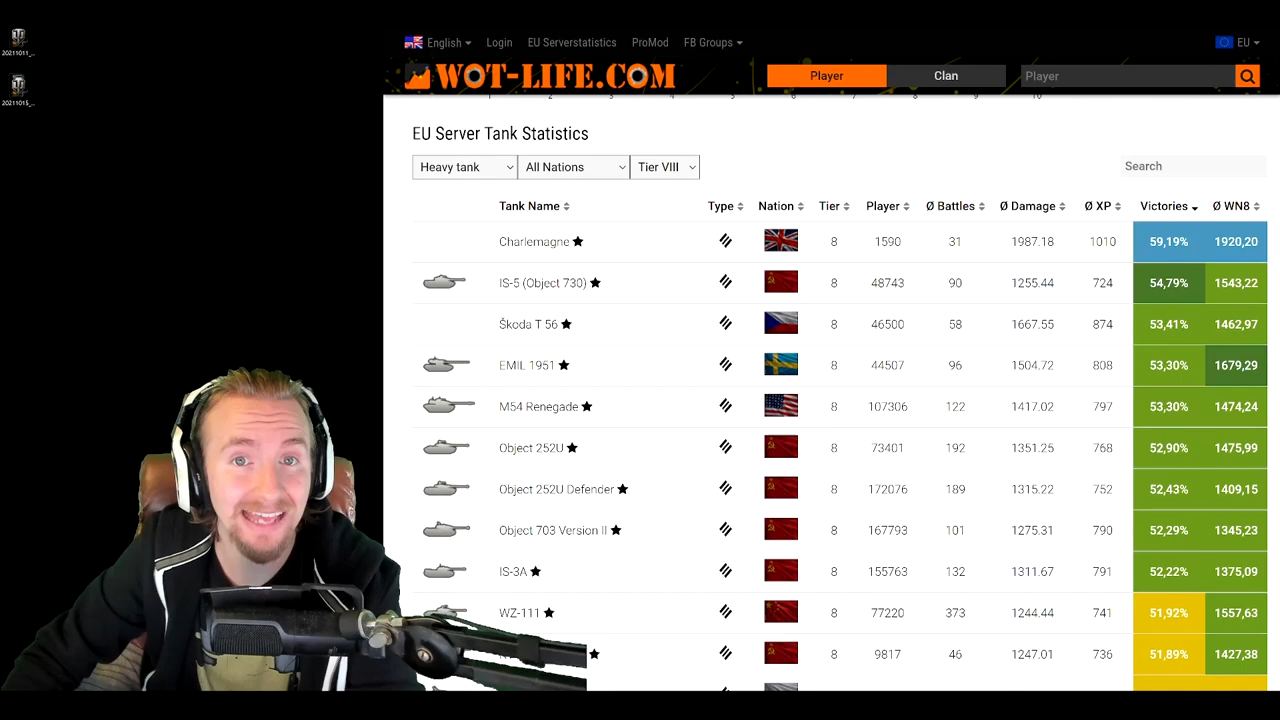 20211011_...
20211015_...
English Login EU Serverstatistics ProMod FB Groups EU
WOT-LIFE.COM Player Clan Player
EU Server Tank Statistics
Heavy tank All Nations Tier VIII Search
Tank Name Type Nation Tier Player Ø Battles Ø Damage Ø XP Victories Ø WN8
Charlemagne ★ 8 1590 31 1987.18 1010 59,19% 1920,20
IS-5 (Object 730) ★ 8 48743 90 1255.44 724 54,79% 1543,22
Škoda T 56 ★ 8 46500 58 1667.55 874 53,41% 1462,97
EMIL 1951 ★ 8 44507 96 1504.72 808 53,30% 1679,29
M54 Renegade ★ 8 107306 122 1417.02 797 53,30% 1474,24
Object 252U ★ 8 73401 192 1351.25 768 52,90% 1475,99
Object 252U Defender ★ 8 172076 189 1315.22 752 52,43% 1409,15
Object 703 Version II ★ 8 167793 101 1275.31 790 52,29% 1345,23
IS-3A ★ 8 155763 132 1311.67 791 52,22% 1375,09
WZ-111 ★ 8 77220 373 1244.44 741 51,92% 1557,63
★ 8 9817 46 1247.01 736 51,89% 1427,38